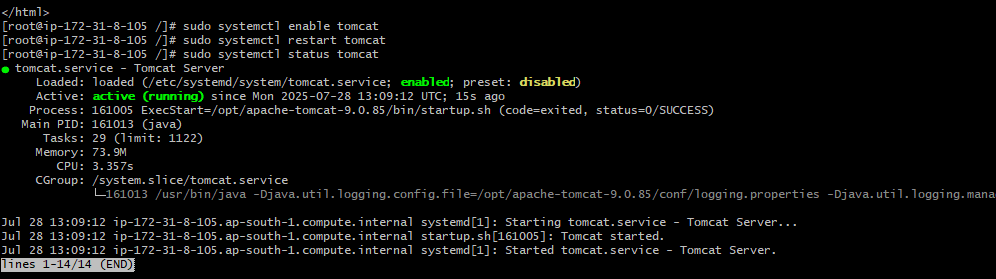 </html>
[root@ip-172-31-8-105 /]# sudo systemctl enable tomcat
[root@ip-172-31-8-105 /]# sudo systemctl restart tomcat
[root@ip-172-31-8-105 /]# sudo systemctl status tomcat
● tomcat.service - Tomcat Server
     Loaded: loaded (/etc/systemd/system/tomcat.service; enabled; preset: disabled)
     Active: active (running) since Mon 2025-07-28 13:09:12 UTC; 15s ago
    Process: 161005 ExecStart=/opt/apache-tomcat-9.0.85/bin/startup.sh (code=exited, status=0/SUCCESS)
   Main PID: 161013 (java)
      Tasks: 29 (limit: 1122)
     Memory: 73.9M
        CPU: 3.357s
     CGroup: /system.slice/tomcat.service
             └─161013 /usr/bin/java -Djava.util.logging.config.file=/opt/apache-tomcat-9.0.85/conf/logging.properties -Djava.util.logging.mana
Jul 28 13:09:12 ip-172-31-8-105.ap-south-1.compute.internal systemd[1]: Starting tomcat.service - Tomcat Server...
Jul 28 13:09:12 ip-172-31-8-105.ap-south-1.compute.internal startup.sh[161005]: Tomcat started.
Jul 28 13:09:12 ip-172-31-8-105.ap-south-1.compute.internal systemd[1]: Started tomcat.service - Tomcat Server.
lines 1-14/14 (END)